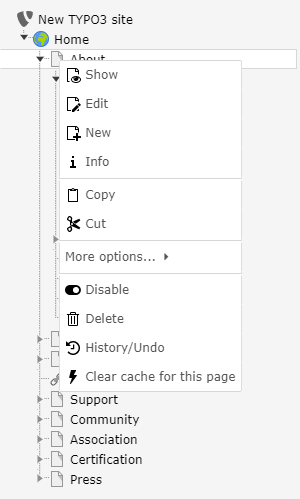 New TYPO3 site
Home
About
Show
Edit
New
Info
Copy
Cut
More options...
Disable
Delete
History/Undo
Clear cache for this page
Support
Community
Association
Certification
Press